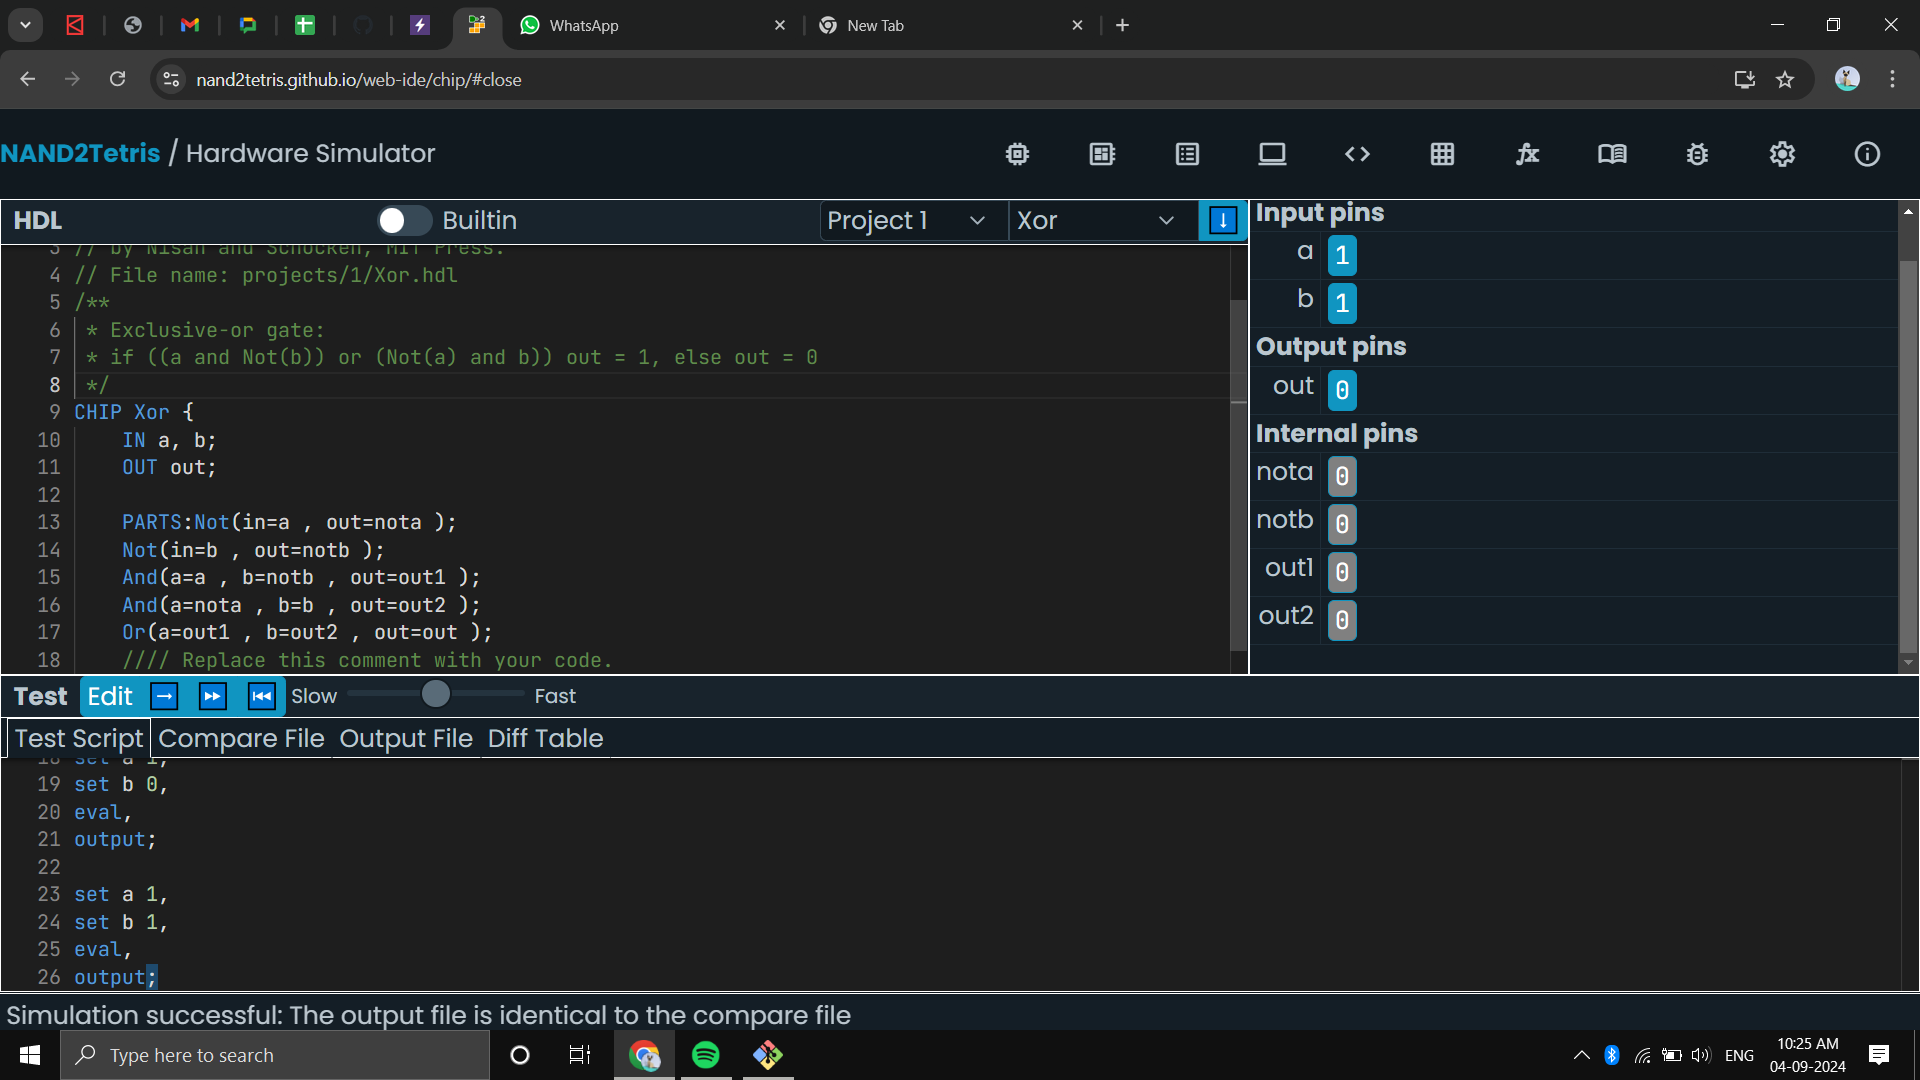 WhatsApp
New Tab
nand2tetris.github.io/web-ide/chip/#close
NAND2Tetris / Hardware Simulator
HDL
Builtin
Project 1
Xor
3 // by Nisan and Schocken, MIT Press.
4 // File name: projects/1/Xor.hdl
5 /**
6 * Exclusive-or gate:
7 * if ((a and Not(b)) or (Not(a) and b)) out = 1, else out = 0
8 */
9 CHIP Xor {
10 IN a, b;
11 OUT out;
12
13 PARTS:Not(in=a , out=nota );
14 Not(in=b , out=notb );
15 And(a=a , b=notb , out=out1 );
16 And(a=nota , b=b , out=out2 );
17 Or(a=out1 , b=out2 , out=out );
18 //// Replace this comment with your code.
Input pins
a 1
b 1
Output pins
out 0
Internal pins
nota 0
notb 0
out1 0
out2 0
Test Edit Slow Fast
Test Script Compare File Output File Diff Table
18 set a 1,
19 set b 0,
20 eval,
21 output;
22
23 set a 1,
24 set b 1,
25 eval,
26 output;
Simulation successful: The output file is identical to the compare file
Type here to search
ENG
10:25 AM
04-09-2024